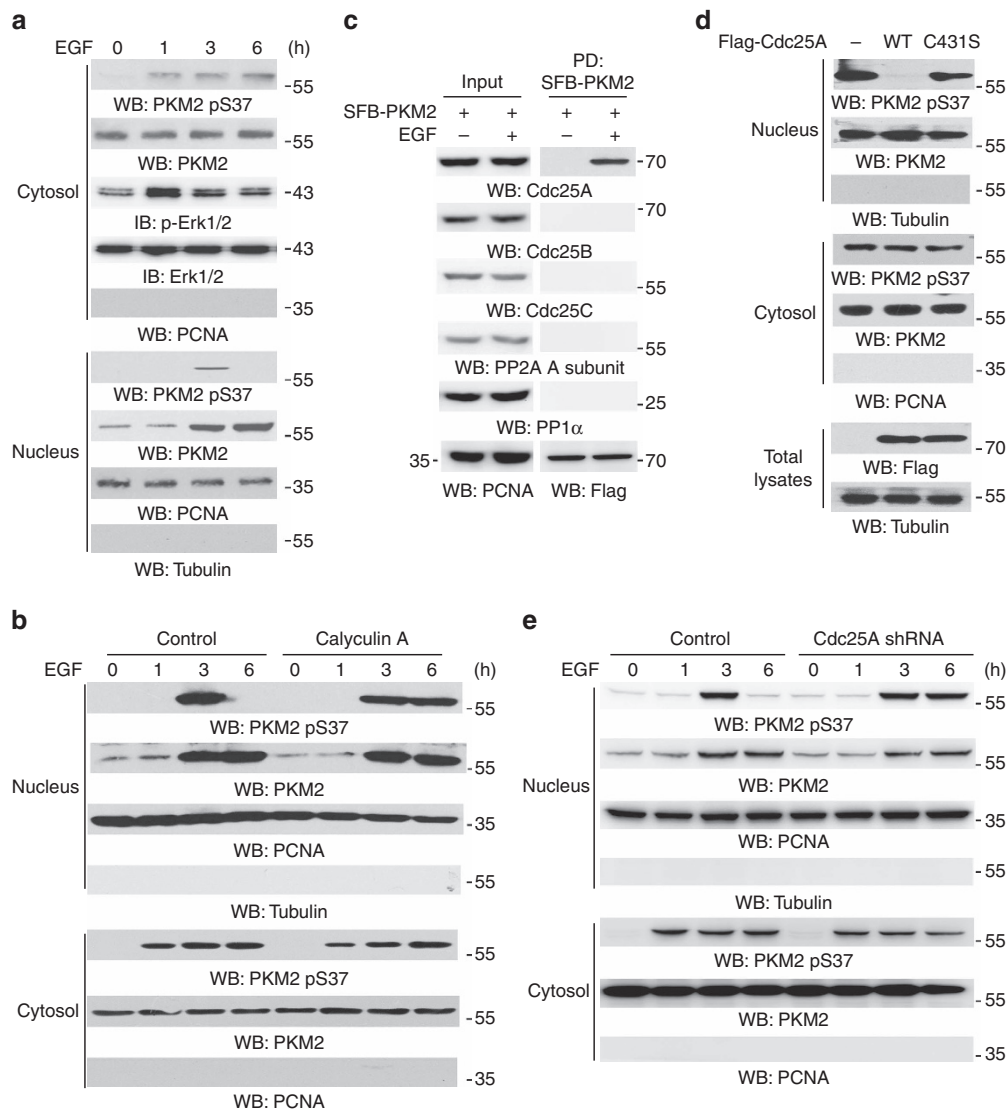 a
EGF 0 1 3 6 (h)
Cytosol
-55
WB: PKM2 pS37
-55
WB: PKM2
-43
IB: p-Erk1/2
-43
IB: Erk1/2
-35
WB: PCNA
Nucleus
-55
WB: PKM2 pS37
-55
WB: PKM2
-35
WB: PCNA
-55
WB: Tubulin
c
Input PD: SFB-PKM2
SFB-PKM2 + + + +
EGF – + – +
-70
WB: Cdc25A
-70
WB: Cdc25B
-55
WB: Cdc25C
-55
WB: PP2A A subunit
-25
WB: PP1α
35- -70
WB: PCNA WB: Flag
d
Flag-Cdc25A – WT C431S
Nucleus
-55
WB: PKM2 pS37
-55
WB: PKM2
-55
WB: Tubulin
Cytosol
-55
WB: PKM2 pS37
-55
WB: PKM2
-35
WB: PCNA
Total lysates
-70
WB: Flag
-55
WB: Tubulin
b
Control Calyculin A
EGF 0 1 3 6 0 1 3 6 (h)
Nucleus
-55
WB: PKM2 pS37
-55
WB: PKM2
-35
WB: PCNA
-55
WB: Tubulin
Cytosol
-55
WB: PKM2 pS37
-55
WB: PKM2
-35
WB: PCNA
e
Control Cdc25A shRNA
EGF 0 1 3 6 0 1 3 6 (h)
Nucleus
-55
WB: PKM2 pS37
-55
WB: PKM2
-35
WB: PCNA
-55
WB: Tubulin
Cytosol
-55
WB: PKM2 pS37
-55
WB: PKM2
-35
WB: PCNA